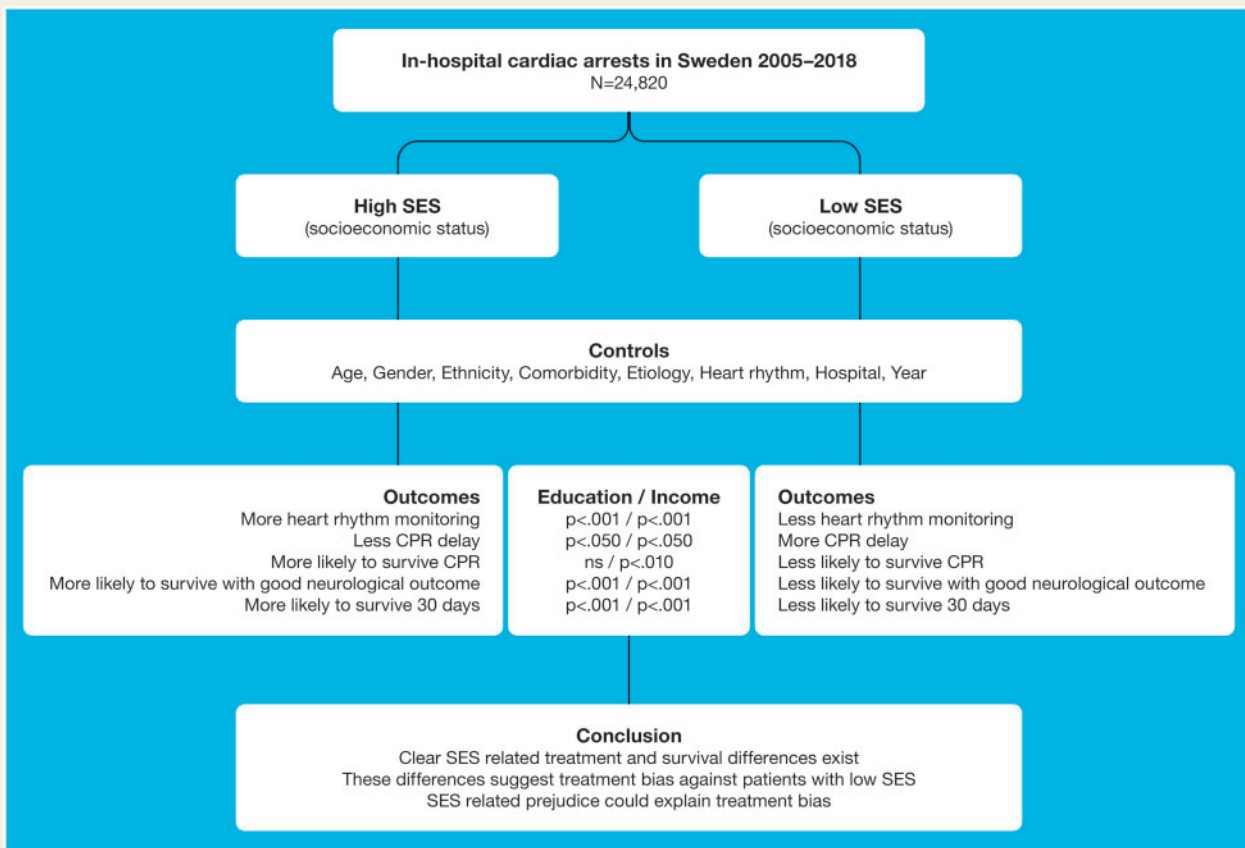 In-hospital cardiac arrests in Sweden 2005–2018
N=24,820
High SES
(socioeconomic status)
Low SES
(socioeconomic status)
Controls
Age, Gender, Ethnicity, Comorbidity, Etiology, Heart rhythm, Hospital, Year
Outcomes
More heart rhythm monitoring
Less CPR delay
More likely to survive CPR
More likely to survive with good neurological outcome
More likely to survive 30 days
Education / Income
p<.001 / p<.001
p<.050 / p<.050
ns / p<.010
p<.001 / p<.001
p<.001 / p<.001
Outcomes
Less heart rhythm monitoring
More CPR delay
Less likely to survive CPR
Less likely to survive with good neurological outcome
Less likely to survive 30 days
Conclusion
Clear SES related treatment and survival differences exist
These differences suggest treatment bias against patients with low SES
SES related prejudice could explain treatment bias